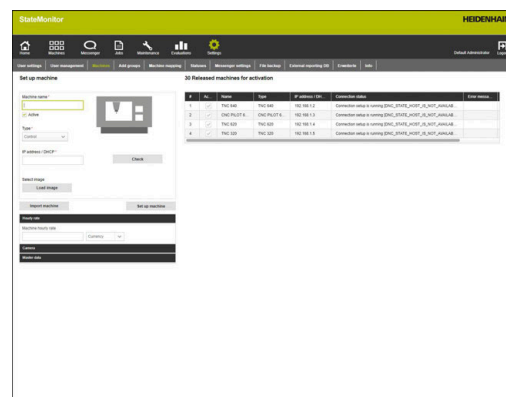 StateMonitor
HEIDENHAIN
Home
Machines
Messenger
Jobs
Maintenance
Evaluations
Settings
Default Administrator
User settings
User management
Machines
Add groups
Machine mapping
Statuses
Messenger settings
File backup
External reporting DB
Enwideris
Info
Set up machine
30 Released machines for activation
Machine name *
Active
Type *
Control
IP address / DHCP *
Check
Select image
Load image
Import machine
Set up machine
Hourly rate
Machine hourly rate
Currency
Camera
Master data
# Ac... Name Type IP address / DH... Connection status Error messa...
1 TNC 640 TNC 640 192.168.1.2 Connection setup is running [DNC_STATE_HOST_IS_NOT_AVAILAB...
2 CNC PILOT 6... CNC PILOT 6... 192.168.1.3 Connection setup is running [DNC_STATE_HOST_IS_NOT_AVAILAB...
3 TNC 620 TNC 620 192.168.1.4 Connection setup is running [DNC_STATE_HOST_IS_NOT_AVAILAB...
4 TNC 320 TNC 320 192.168.1.5 Connection setup is running [DNC_STATE_HOST_IS_NOT_AVAILAB...